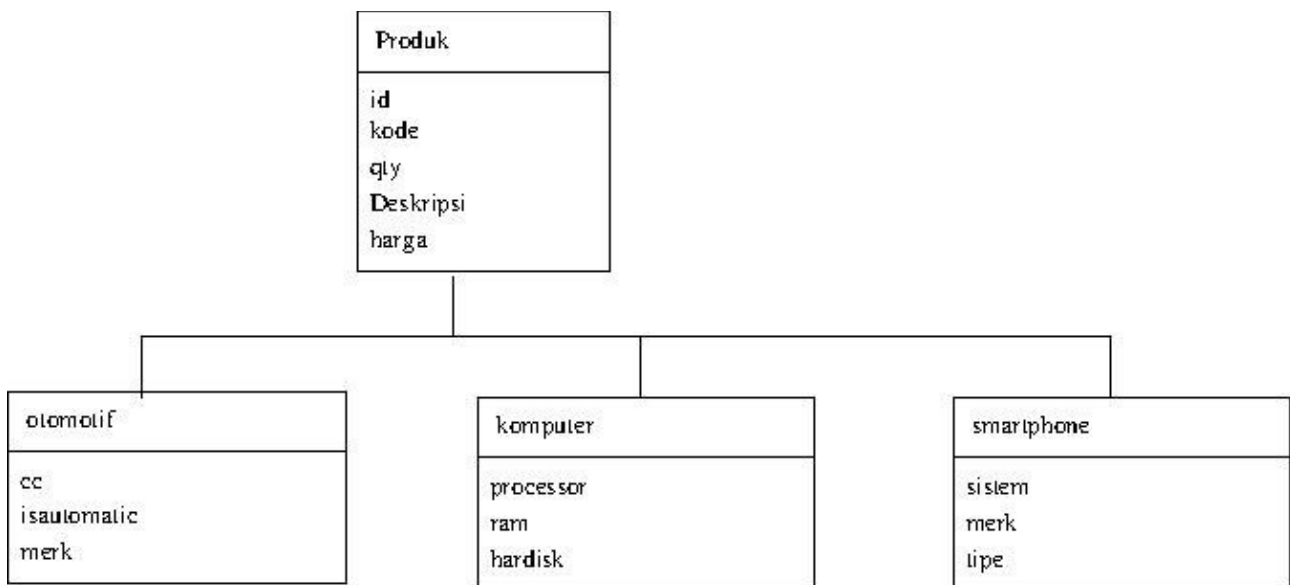 Produk
id
kode
qty
Deskripsi
harga
otomotif
cc
isautomatic
merk
komputer
processor
ram
hardisk
smartphone
sistem
merk
tipe